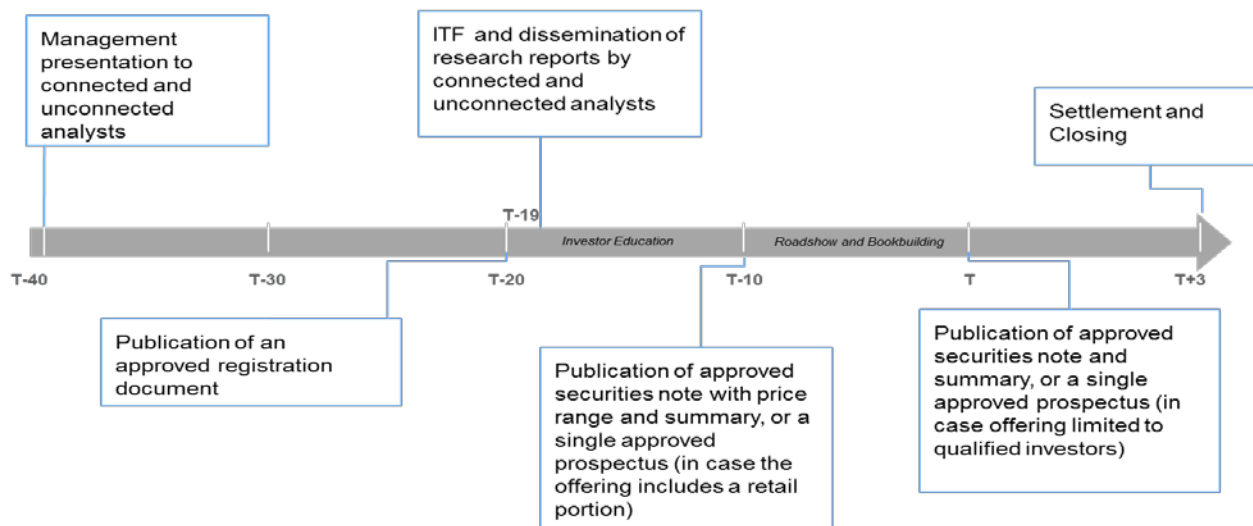 Management
presentation to
connected and
unconnected
analysts
ITF and dissemination of
research reports by
connected and
unconnected analysts
Settlement and
Closing
T-19
Investor Education
Roadshow and Bookbuilding
T-40
T-30
T-20
T-10
T
T+3
Publication of an
approved registration
document
Publication of approved
securities note with price
range and summary, or a
single approved
prospectus (in case the
offering includes a retail
portion)
Publication of approved
securities note and
summary, or a single
approved prospectus (in
case offering limited to
qualified investors)